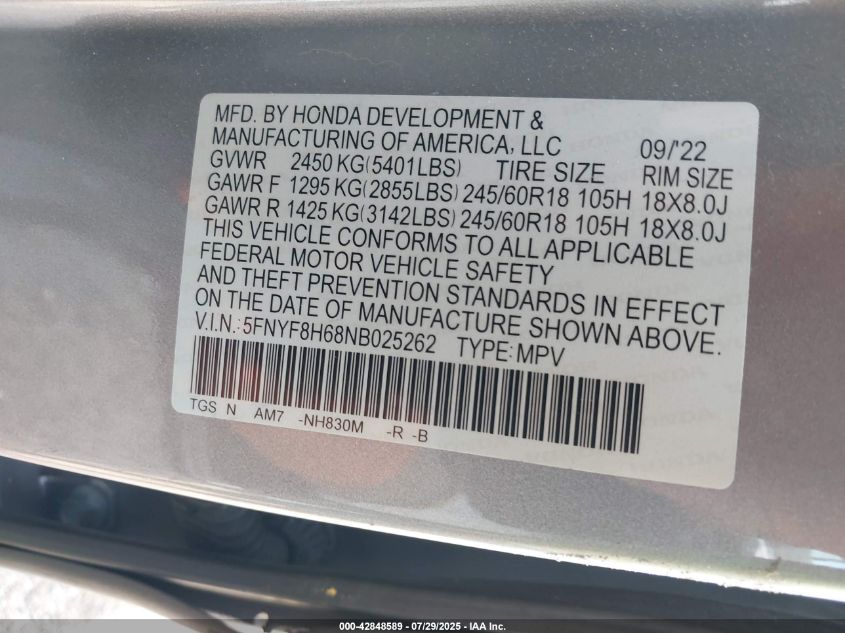 MFD. BY HONDA DEVELOPMENT &
MANUFACTURING OF AMERICA, LLC 09/'22
GVWR 2450 KG(5401LBS) TIRE SIZE RIM SIZE
GAWR F 1295 KG(2855LBS) 245/60R18 105H 18X8.0J
GAWR R 1425 KG(3142LBS) 245/60R18 105H 18X8.0J
THIS VEHICLE CONFORMS TO ALL APPLICABLE
FEDERAL MOTOR VEHICLE SAFETY
AND THEFT PREVENTION STANDARDS IN EFFECT
ON THE DATE OF MANUFACTURE SHOWN ABOVE.
V.I.N.:5FNYF8H68NB025262 TYPE:MPV
TGS N AM7 -NH830M -R -B
000-42848589 - 07/29/2025 - IAA Inc.